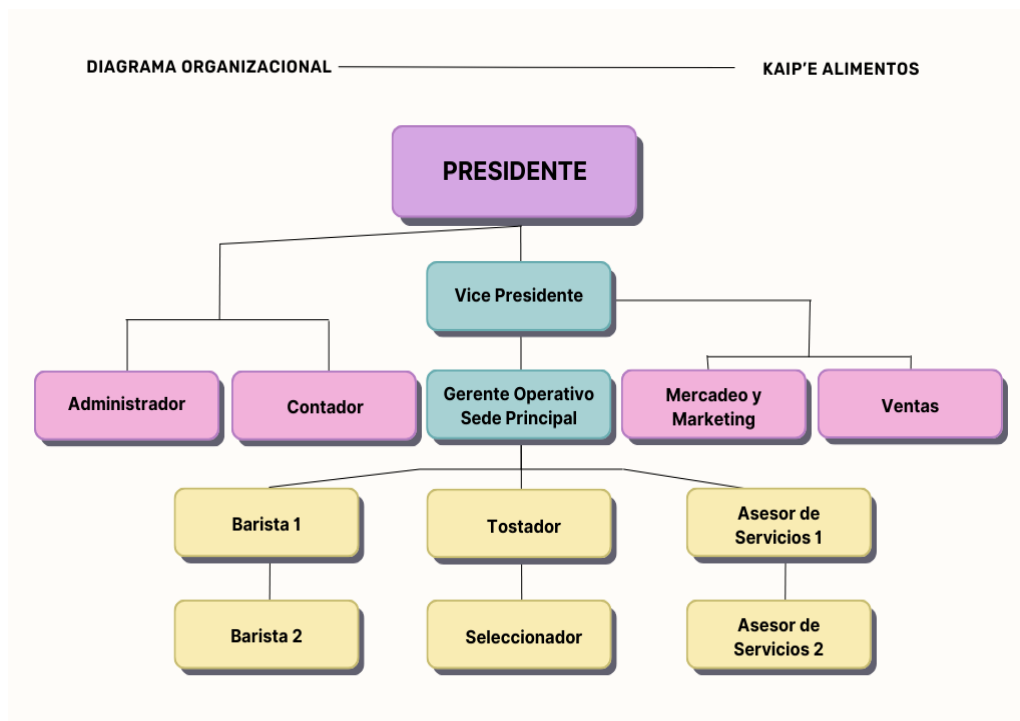 DIAGRAMA ORGANIZACIONAL
KAIP'E ALIMENTOS
PRESIDENTE
Vice Presidente
Administrador
Contador
Gerente Operativo
Sede Principal
Mercadeo y
Marketing
Ventas
Barista 1
Tostador
Asesor de
Servicios 1
Barista 2
Seleccionador
Asesor de
Servicios 2